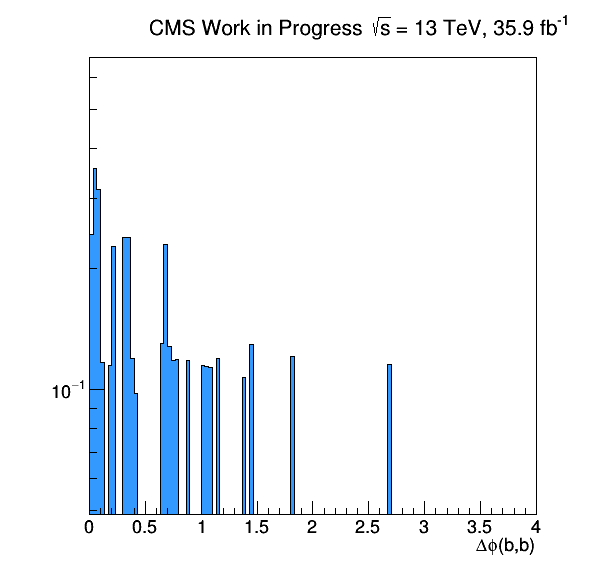 CMS Work in Progress √s = 13 TeV, 35.9 fb⁻¹
10⁻¹
0 0.5 1 1.5 2 2.5 3 3.5 4
Δϕ(b,b)